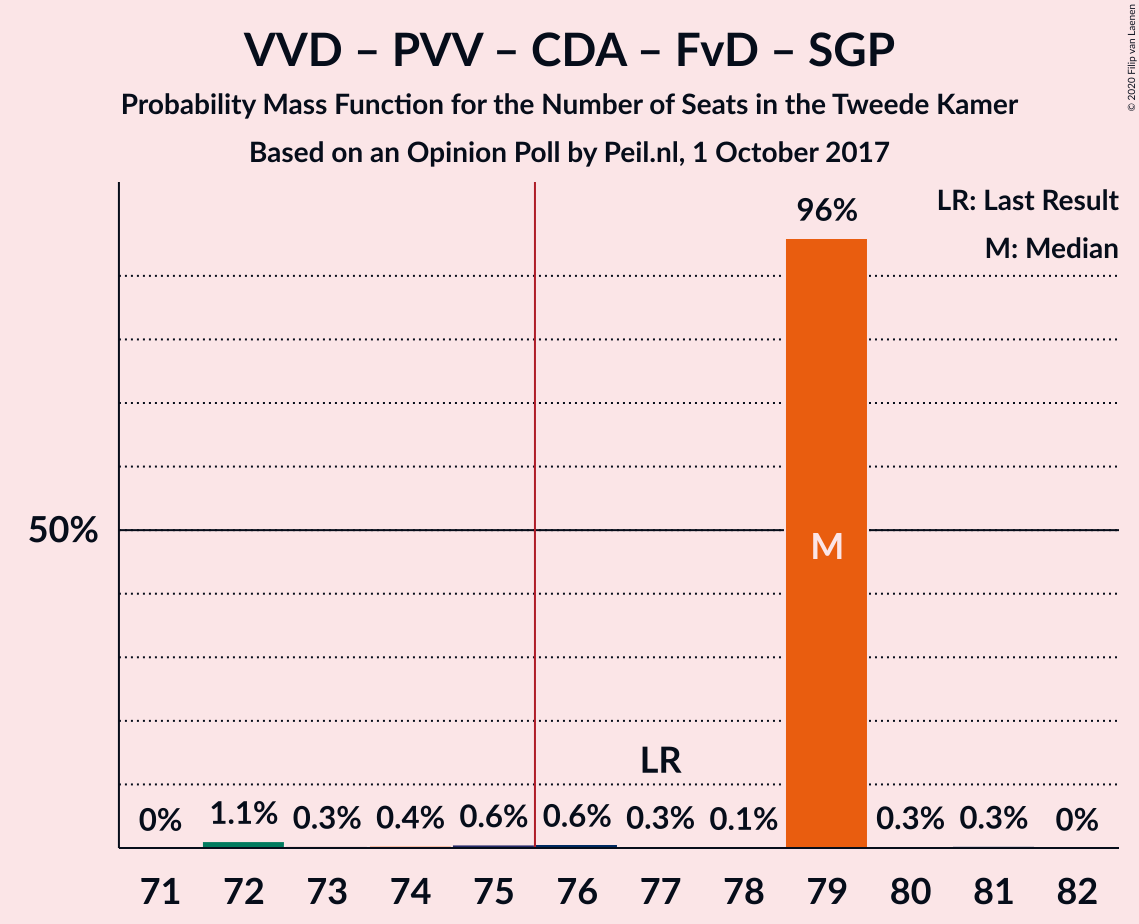 VVD – PVV – CDA – FvD – SGP
Probability Mass Function for the Number of Seats in the Tweede Kamer
Based on an Opinion Poll by Peil.nl, 1 October 2017
© 2020 Filip van Laenen
LR: Last Result
M: Median
96%
50%
M
LR
0% 1.1% 0.3% 0.4% 0.6% 0.6% 0.3% 0.1% 0.3% 0.3% 0%
71 72 73 74 75 76 77 78 79 80 81 82